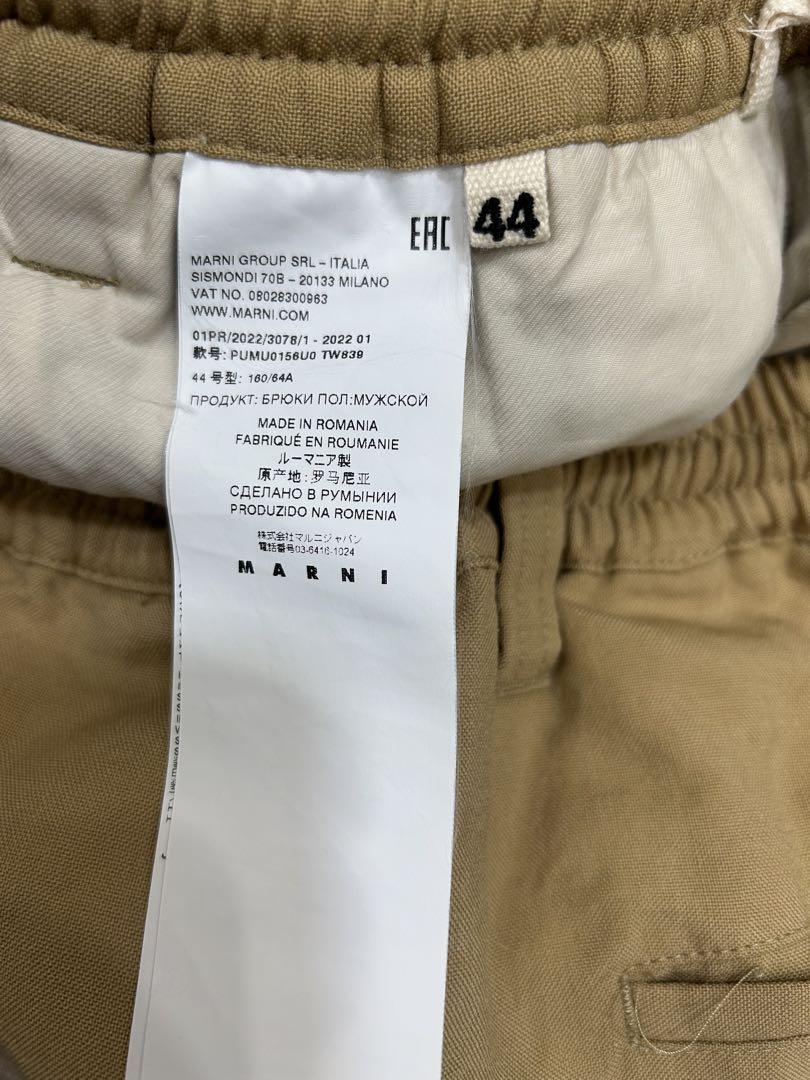 EAC
44
MARNI GROUP SRL – ITALIA
SISMONDI 70B – 20133 MILANO
VAT NO. 08028300963
WWW.MARNI.COM
01PR/2022/3078/1 - 2022 01
款号: PUMU0156U0 TW839
44 号型: 160/64A
ПРОДУКТ: БРЮКИ ПОЛ:МУЖСКОЙ
MADE IN ROMANIA
FABRIQUÉ EN ROUMANIE
ルーマニア製
原产地: 罗马尼亚
СДЕЛАНО В РУМЫНИИ
PRODUZIDO NA ROMENIA
株式会社マルニジャパン
電話番号03-6416-1024
MARNI